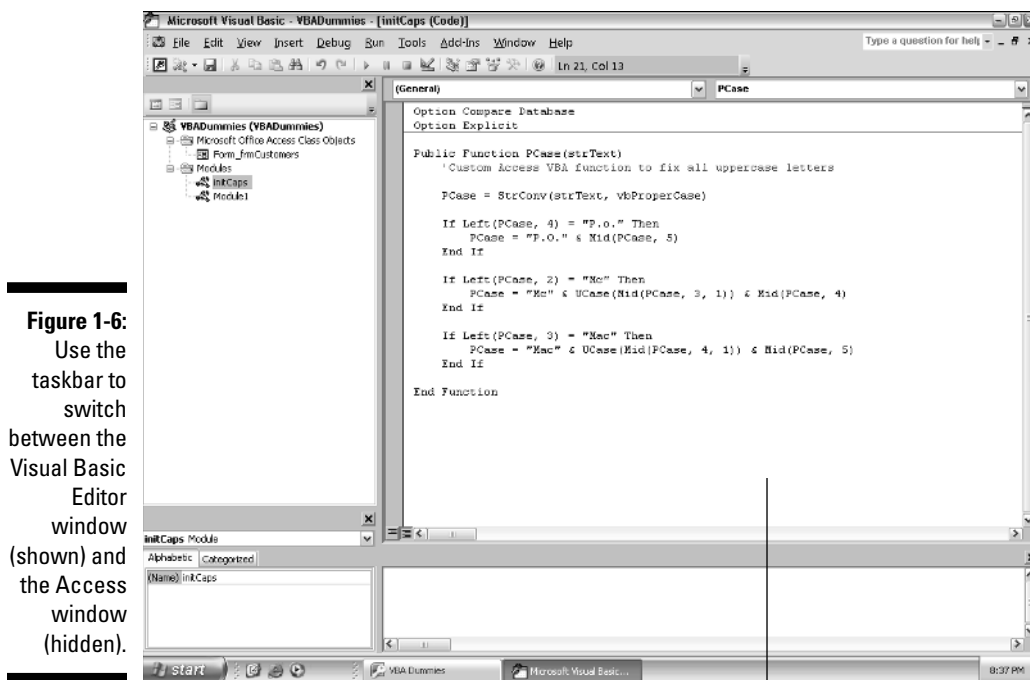 Microsoft Visual Basic - VBADummies - [initCaps (Code)]
File Edit View Insert Debug Run Tools Add-Ins Window Help
Type a question for help
Ln 21, Col 13
(General)
PCase
VBADummies (VBADummies)
Microsoft Office Access Class Objects
Form_frmCustomers
Modules
initCaps
Module1
Option Compare Database
Option Explicit
Public Function PCase(strText)
'Custom Access VBA function to fix all uppercase letters
PCase = StrConv(strText, vbProperCase)
If Left(PCase, 4) = "P.o." Then
PCase = "P.O." & Mid(PCase, 5)
End If
If Left(PCase, 2) = "Mc" Then
PCase = "Mc" & UCase(Mid(PCase, 3, 1)) & Mid(PCase, 4)
End If
If Left(PCase, 3) = "Mac" Then
PCase = "Mac" & UCase(Mid(PCase, 4, 1)) & Mid(PCase, 5)
End If
End Function
initCaps Module
Alphabetic Categorized
(Name) initCaps
start
VBA Dummies
Microsoft Visual Basic...
8:37 PM
Figure 1-6:
Use the
taskbar to
switch
between the
Visual Basic
Editor
window
(shown) and
the Access
window
(hidden).